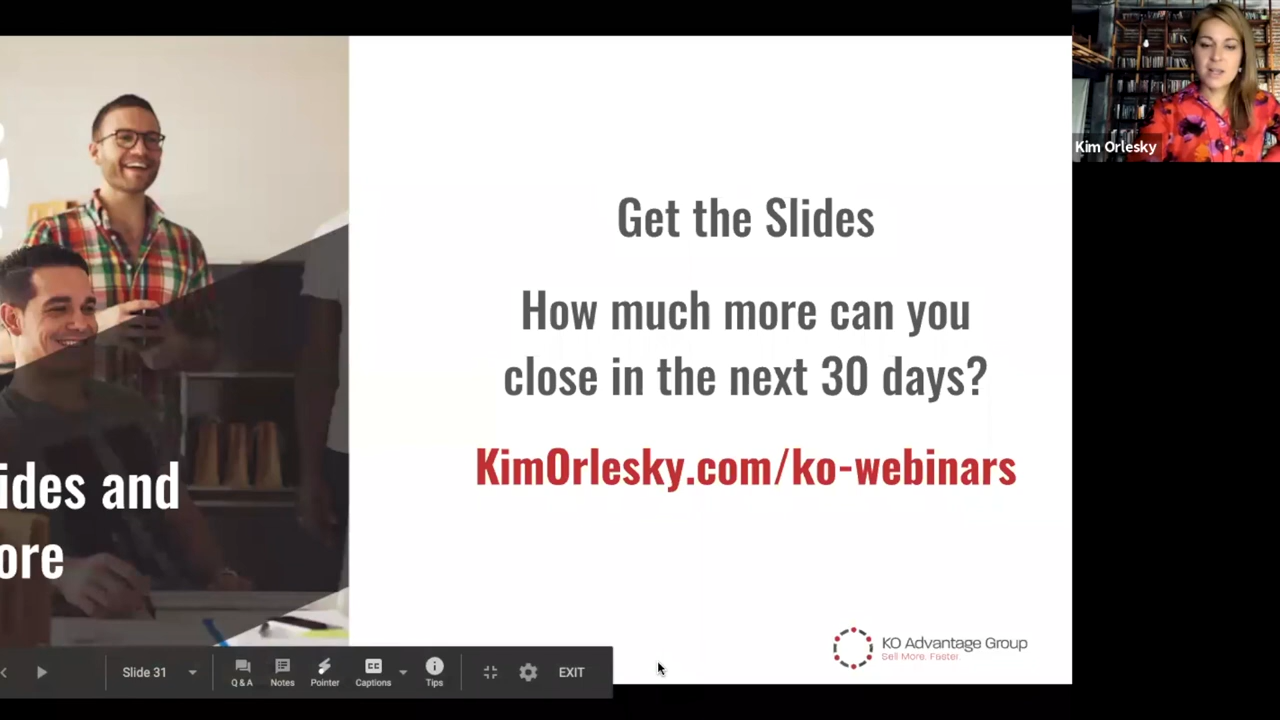 Kim Orlesky
Get the Slides
How much more can you
close in the next 30 days?
KimOrlesky.com/ko-webinars
ides and
ore
KO Advantage Group
Sell More. Faster.
Slide 31
Q & A
Notes
Pointer
Captions
Tips
EXIT